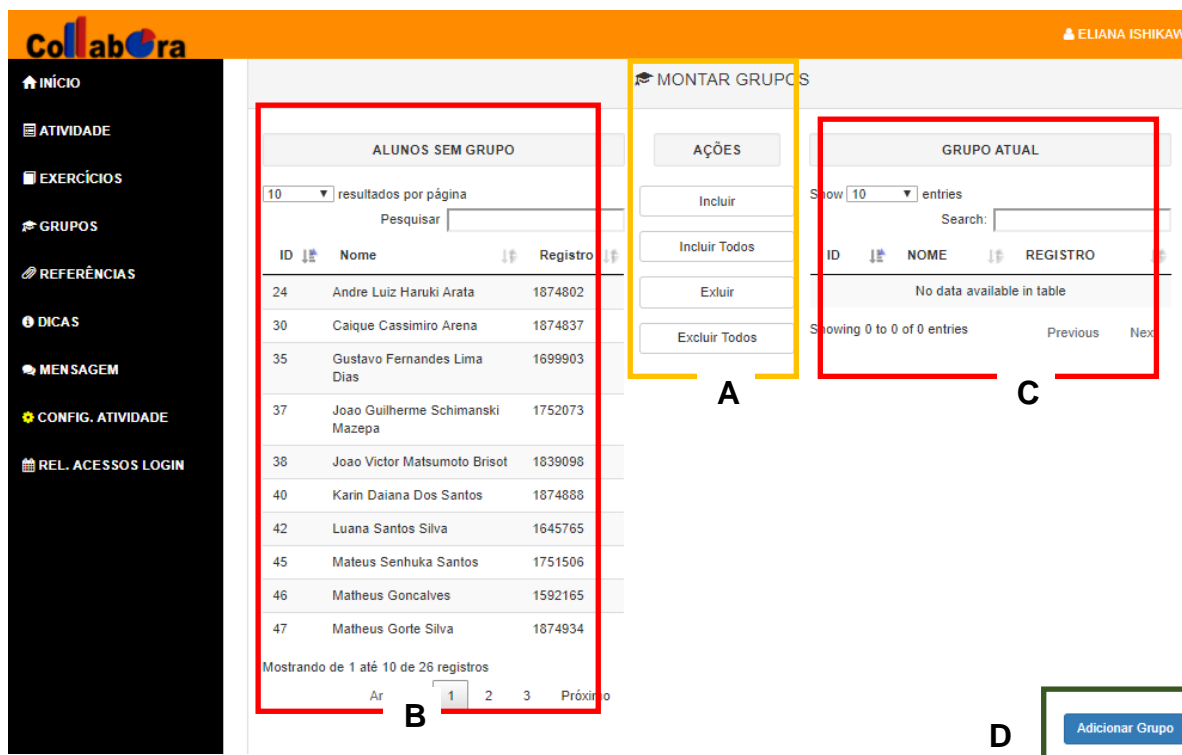 Collabora
ELIANA ISHIKAW
INÍCIO
ATIVIDADE
EXERCÍCIOS
GRUPOS
REFERÊNCIAS
DICAS
MENSAGEM
CONFIG. ATIVIDADE
REL. ACESSOS LOGIN
MONTAR GRUPOS
ALUNOS SEM GRUPO
10 resultados por página
Pesquisar
ID Nome Registro
24 Andre Luiz Haruki Arata 1874802
30 Caique Cassimiro Arena 1874837
35 Gustavo Fernandes Lima 1699903
Dias
37 Joao Guilherme Schimanski 1752073
Mazepa
38 Joao Victor Matsumoto Brisot 1839098
40 Karin Daiana Dos Santos 1874888
42 Luana Santos Silva 1645765
45 Mateus Senhuka Santos 1751506
46 Matheus Goncalves 1592165
47 Matheus Gorte Silva 1874934
Mostrando de 1 até 10 de 26 registros
1 2 3 Próximo
B
AÇÕES
Incluir
Incluir Todos
Exluir
Excluir Todos
A
GRUPO ATUAL
Show 10 entries
Search:
ID NOME REGISTRO
No data available in table
Showing 0 to 0 of 0 entries
Previous Next
C
D
Adicionar Grupo